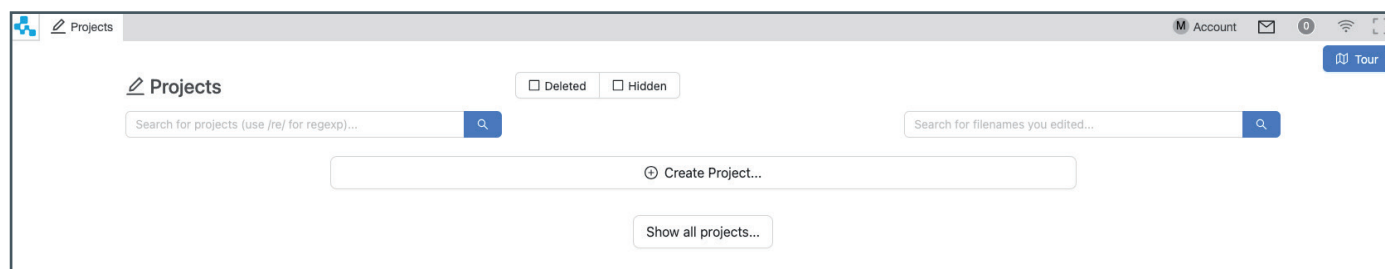 Projects M Account 0
Tour
Projects Deleted Hidden
Search for projects (use /re/ for regexp)... Search for filenames you edited...
Create Project...
Show all projects...